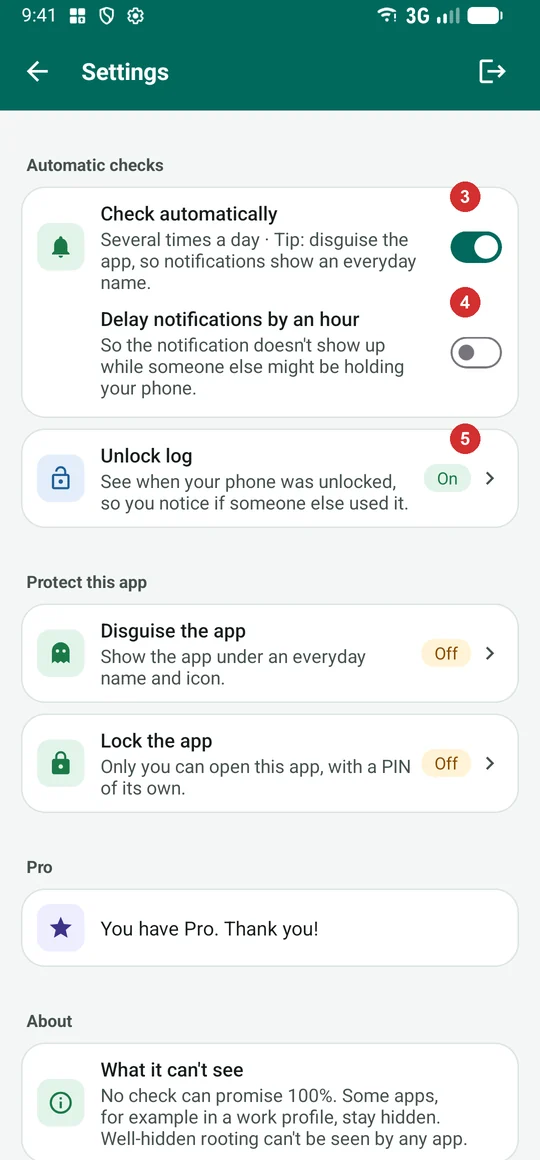 9:41
3G
Settings
Automatic checks
3
Check automatically
Several times a day · Tip: disguise the
app, so notifications show an everyday
name.
4
Delay notifications by an hour
So the notification doesn't show up
while someone else might be holding
your phone.
5
Unlock log
See when your phone was unlocked,
so you notice if someone else used it.
On
Protect this app
Disguise the app
Show the app under an everyday
name and icon.
Off
Lock the app
Only you can open this app, with a PIN
of its own.
Off
Pro
You have Pro. Thank you!
About
What it can't see
No check can promise 100%. Some apps,
for example in a work profile, stay hidden.
Well-hidden rooting can't be seen by any app.